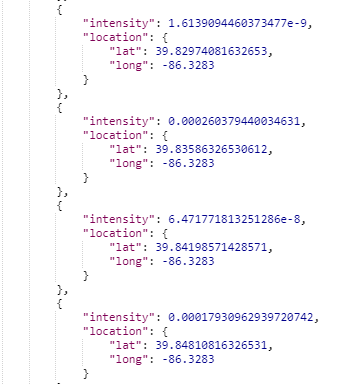 {
"intensity": 1.6139094460373477e-9,
"location": {
"lat": 39.82974081632653,
"long": -86.3283
}
},
{
"intensity": 0.000260379440034631,
"location": {
"lat": 39.83586326530612,
"long": -86.3283
}
},
{
"intensity": 6.471771813251286e-8,
"location": {
"lat": 39.84198571428571,
"long": -86.3283
}
},
{
"intensity": 0.00017930962939720742,
"location": {
"lat": 39.84810816326531,
"long": -86.3283
}